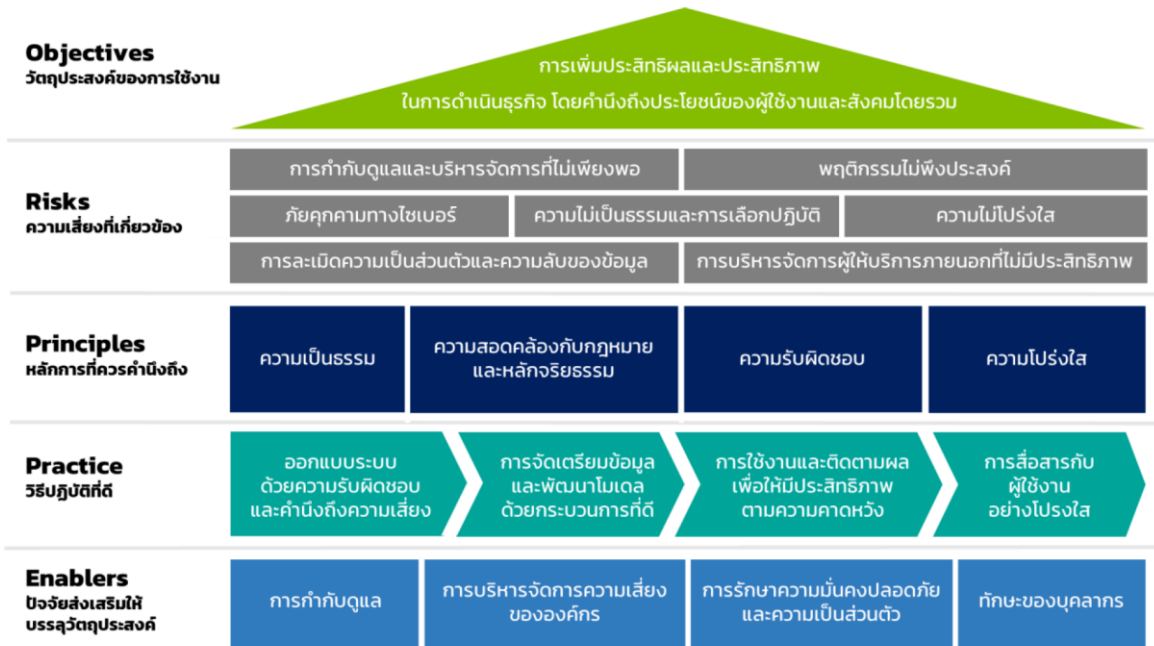 Objectives
วัตถุประสงค์ของการใช้งาน
การเพิ่มประสิทธิผลและประสิทธิภาพ
ในการดำเนินธุรกิจ โดยคำนึงถึงประโยชน์ของผู้ใช้งานและสังคมโดยรวม
Risks
ความเสี่ยงที่เกี่ยวข้อง
การกำกับดูแลและบริหารจัดการที่ไม่เพียงพอ
พฤติกรรมไม่พึงประสงค์
ภัยคุกคามทางไซเบอร์
ความไม่เป็นธรรมและการเลือกปฏิบัติ
ความไม่โปร่งใส
การละเมิดความเป็นส่วนตัวและความลับของข้อมูล
การบริหารจัดการผู้ให้บริการภายนอกที่ไม่มีประสิทธิภาพ
Principles
หลักการที่ควรคำนึงถึง
ความเป็นธรรม
ความสอดคล้องกับกฎหมาย
และหลักจริยธรรม
ความรับผิดชอบ
ความโปร่งใส
Practice
วิธีปฏิบัติที่ดี
ออกแบบระบบ
ด้วยความรับผิดชอบ
และคำนึงถึงความเสี่ยง
การจัดเตรียมข้อมูล
และพัฒนาโมเดล
ด้วยกระบวนการที่ดี
การใช้งานและติดตามผล
เพื่อให้มีประสิทธิภาพ
ตามความคาดหวัง
การสื่อสารกับ
ผู้ใช้งาน
อย่างโปรงใส
Enablers
ปัจจัยส่งเสริมให้
บรรลุวัตถุประสงค์
การกำกับดูแล
การบริหารจัดการความเสี่ยง
ขององค์กร
การรักษาความมั่นคงปลอดภัย
และความเป็นส่วนตัว
ทักษะของบุคลากร